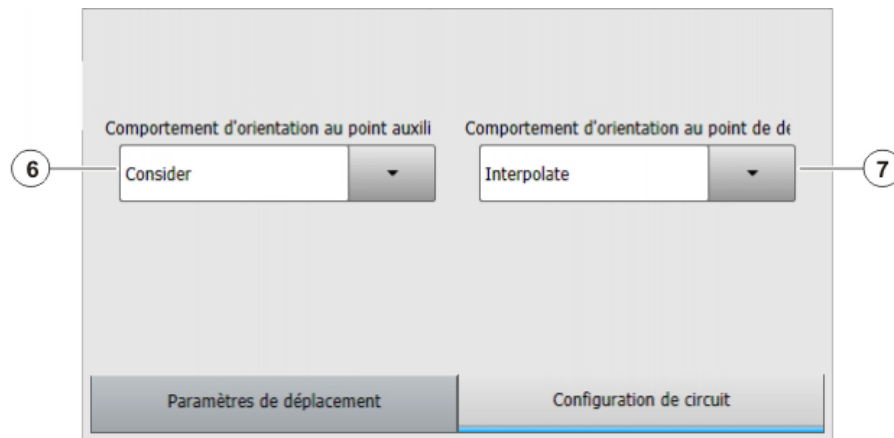 Comportement d'orientation au point auxili
Comportement d'orientation au point de de
6
Consider
Interpolate
7
Paramètres de déplacement
Configuration de circuit